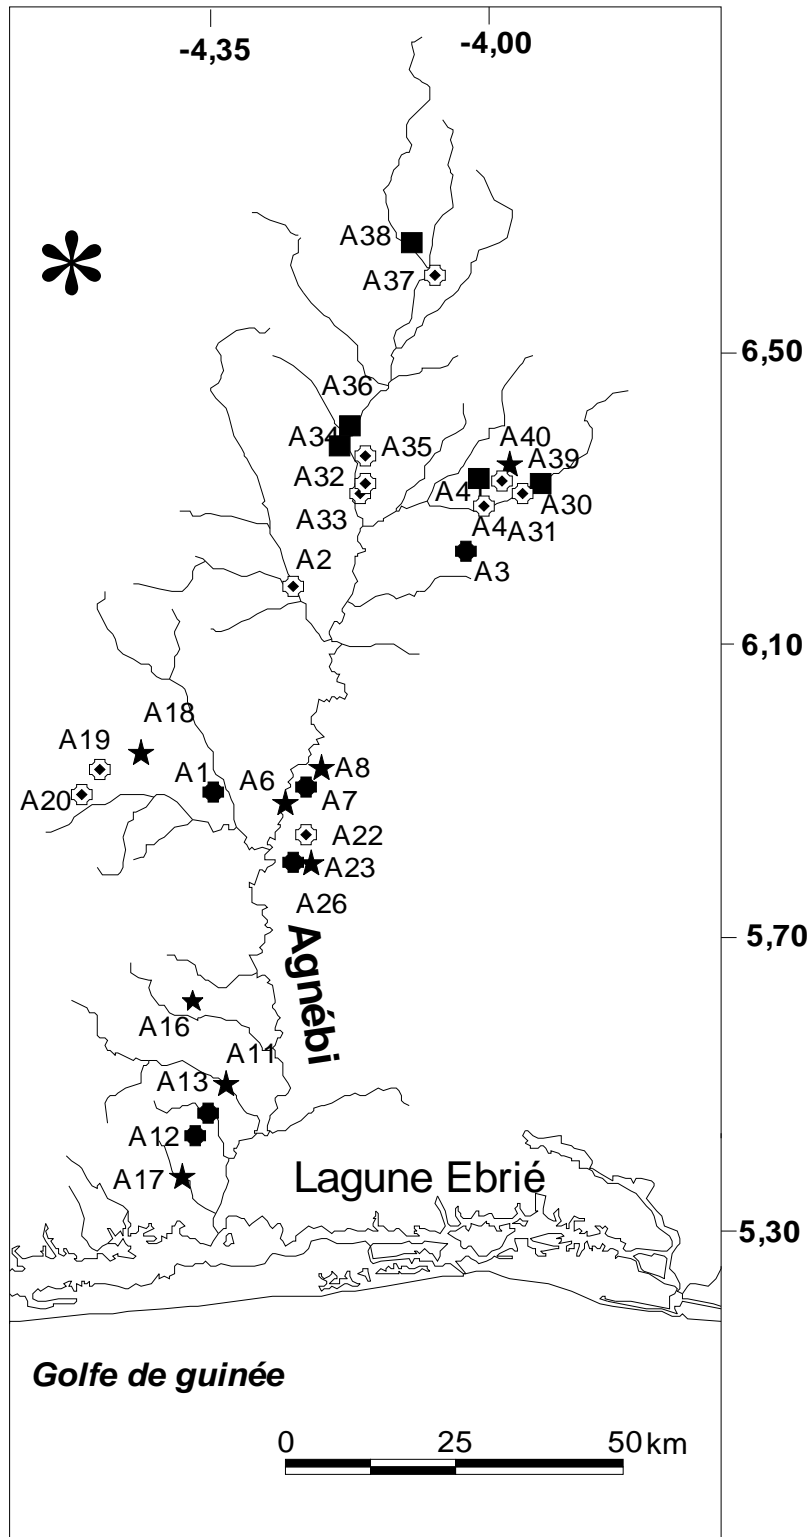 -4,35
-4,00
A38
A37
6,50
A36
A34
A35
A40
A39
A32
A41
A30
A33
A4
A31
A2
A3
6,10
A18
A19
A1
A6
A8
A20
A7
A22
A23
A26
5,70
Agnébi
A16
A11
A13
A12
A17
Lagune Ebrié
5,30
Golfe de guinée
0 25 50 km